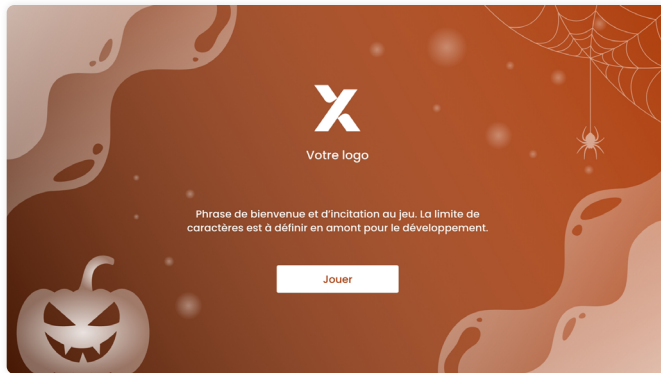 Votre logo
Phrase de bienvenue et d'incitation au jeu. La limite de
caractères est à définir en amont pour le développement.
Jouer